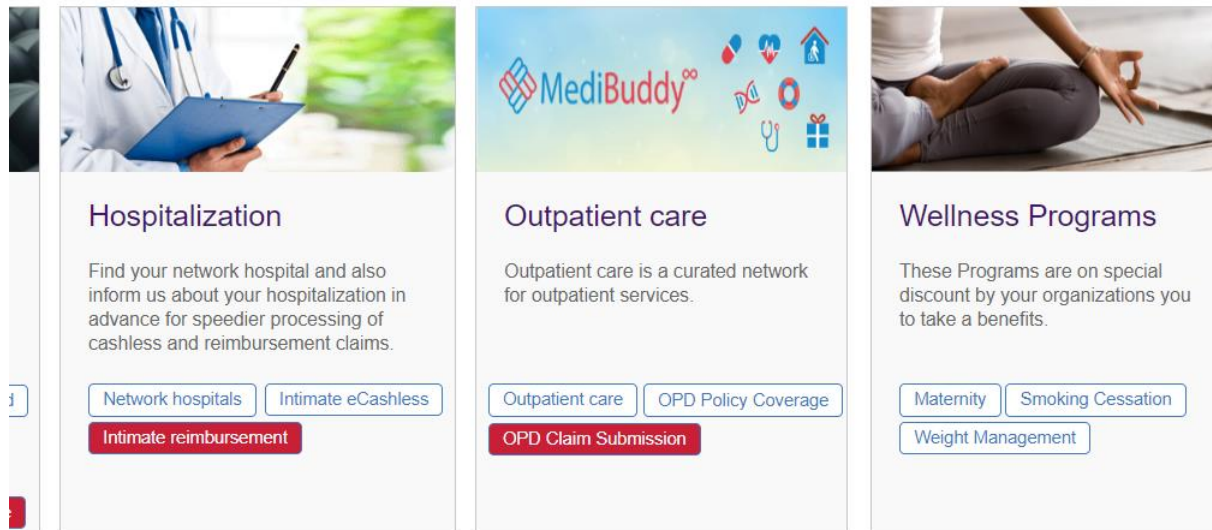 MediBuddy∞
Hospitalization
Find your network hospital and also
inform us about your hospitalization in
advance for speedier processing of
cashless and reimbursement claims.
Network hospitals Intimate eCashless
Intimate reimbursement
Outpatient care
Outpatient care is a curated network
for outpatient services.
Outpatient care OPD Policy Coverage
OPD Claim Submission
Wellness Programs
These Programs are on special
discount by your organizations you
to take a benefits.
Maternity Smoking Cessation
Weight Management